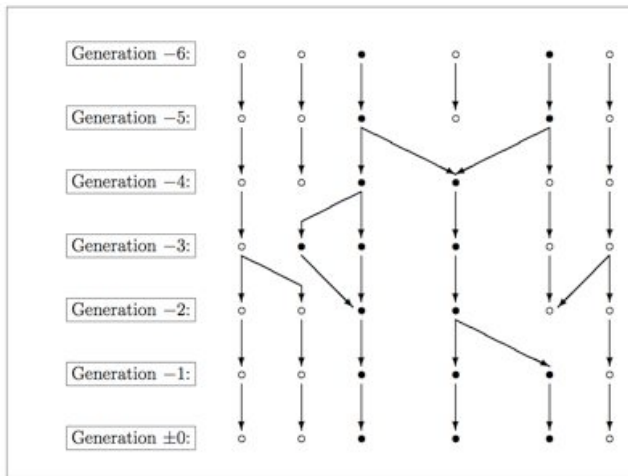 Generation −6:
Generation −5:
Generation −4:
Generation −3:
Generation −2:
Generation −1:
Generation ±0: